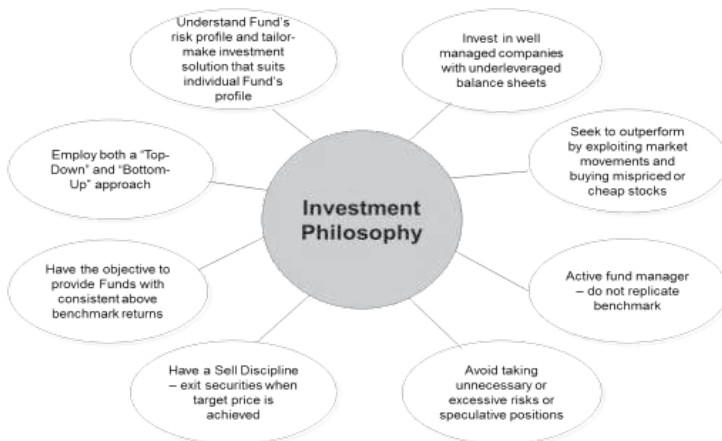 Understand Fund's
risk profile and tailor-
make investment
solution that suits
individual Fund's
profile
Invest in well
managed companies
with underleveraged
balance sheets
Employ both a "Top-
Down" and "Bottom-
Up" approach
Seek to outperform
by exploiting market
movements and
buying mispriced or
cheap stocks
Investment
Philosophy
Have the objective to
provide Funds with
consistent above
benchmark returns
Active fund manager
– do not replicate
benchmark
Have a Sell Discipline
– exit securities when
target price is
achieved
Avoid taking
unnecessary or
excessive risks or
speculative positions